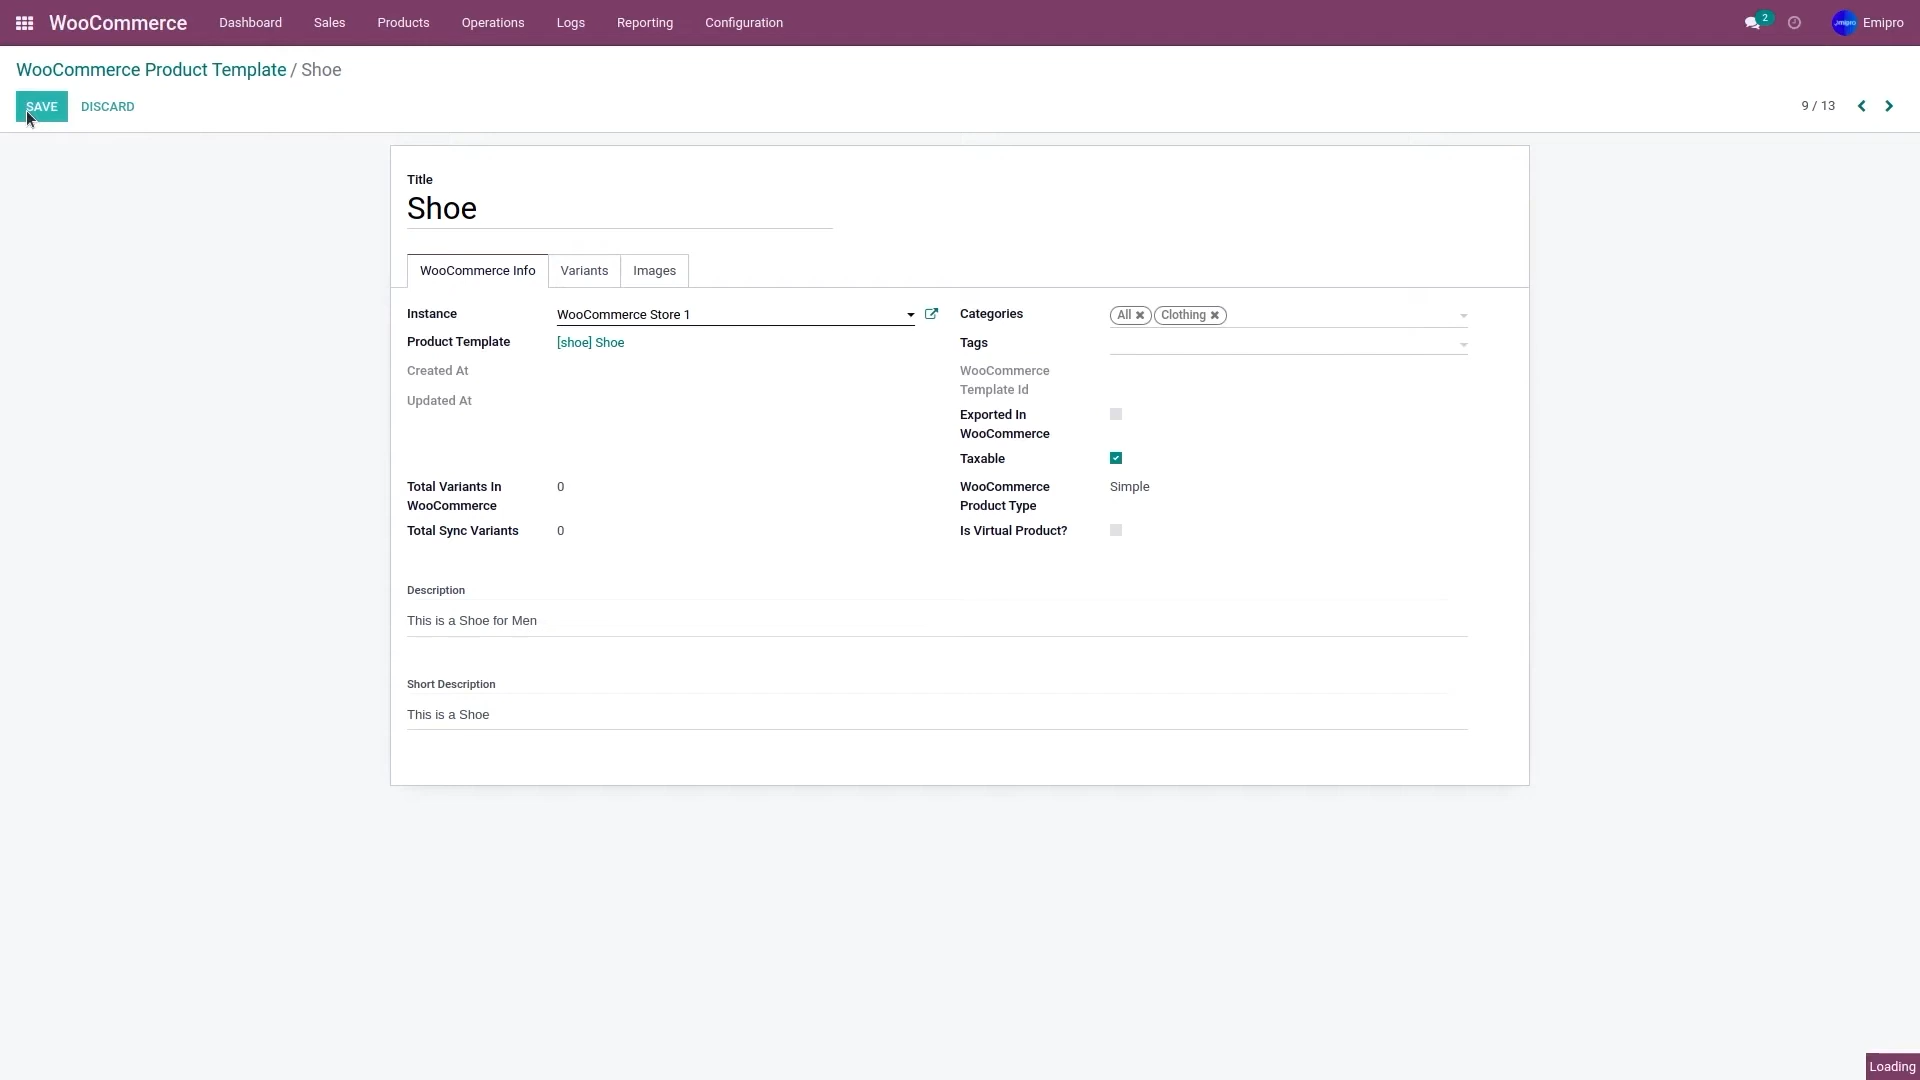 WooCommerce Dashboard Sales Products Operations Logs Reporting Configuration 2 Emipro
WooCommerce Product Template / Shoe
SAVE DISCARD 9 / 13
Title
Shoe
WooCommerce Info Variants Images
Instance WooCommerce Store 1 Categories All Clothing
Product Template [shoe] Shoe Tags
Created At WooCommerce
Template Id
Updated At
Exported In
WooCommerce
Taxable
Total Variants In 0 WooCommerce Simple
WooCommerce Product Type
Total Sync Variants 0 Is Virtual Product?
Description
This is a Shoe for Men
Short Description
This is a Shoe
Loading